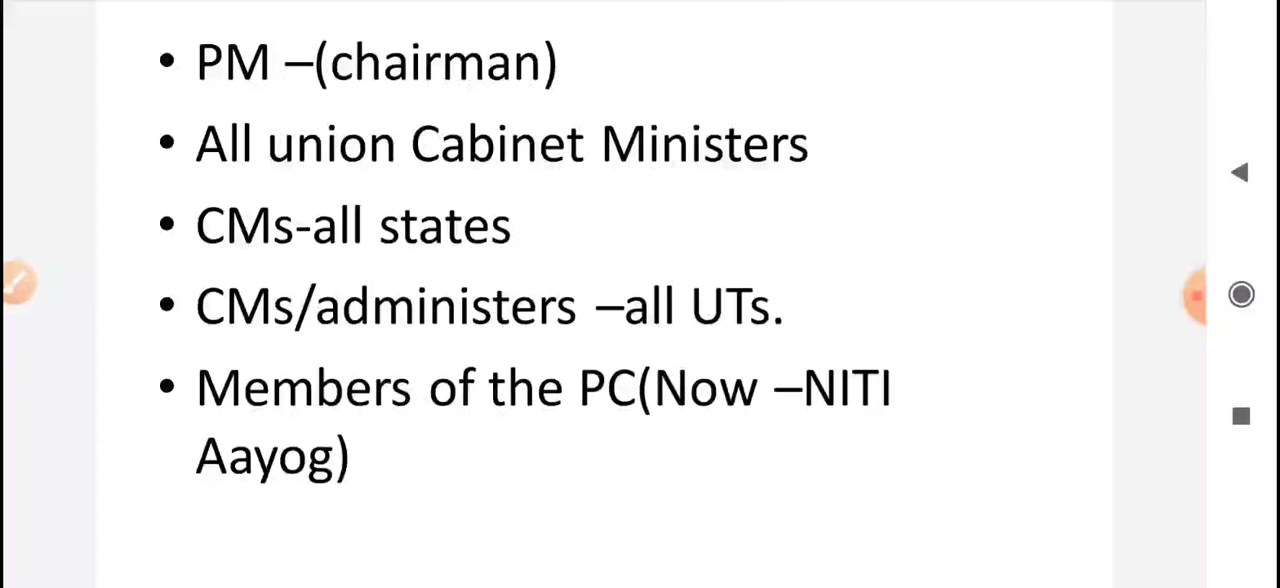 • PM –(chairman)
• All union Cabinet Ministers
• CMs-all states
• CMs/administers –all UTs.
• Members of the PC(Now –NITI
Aayog)